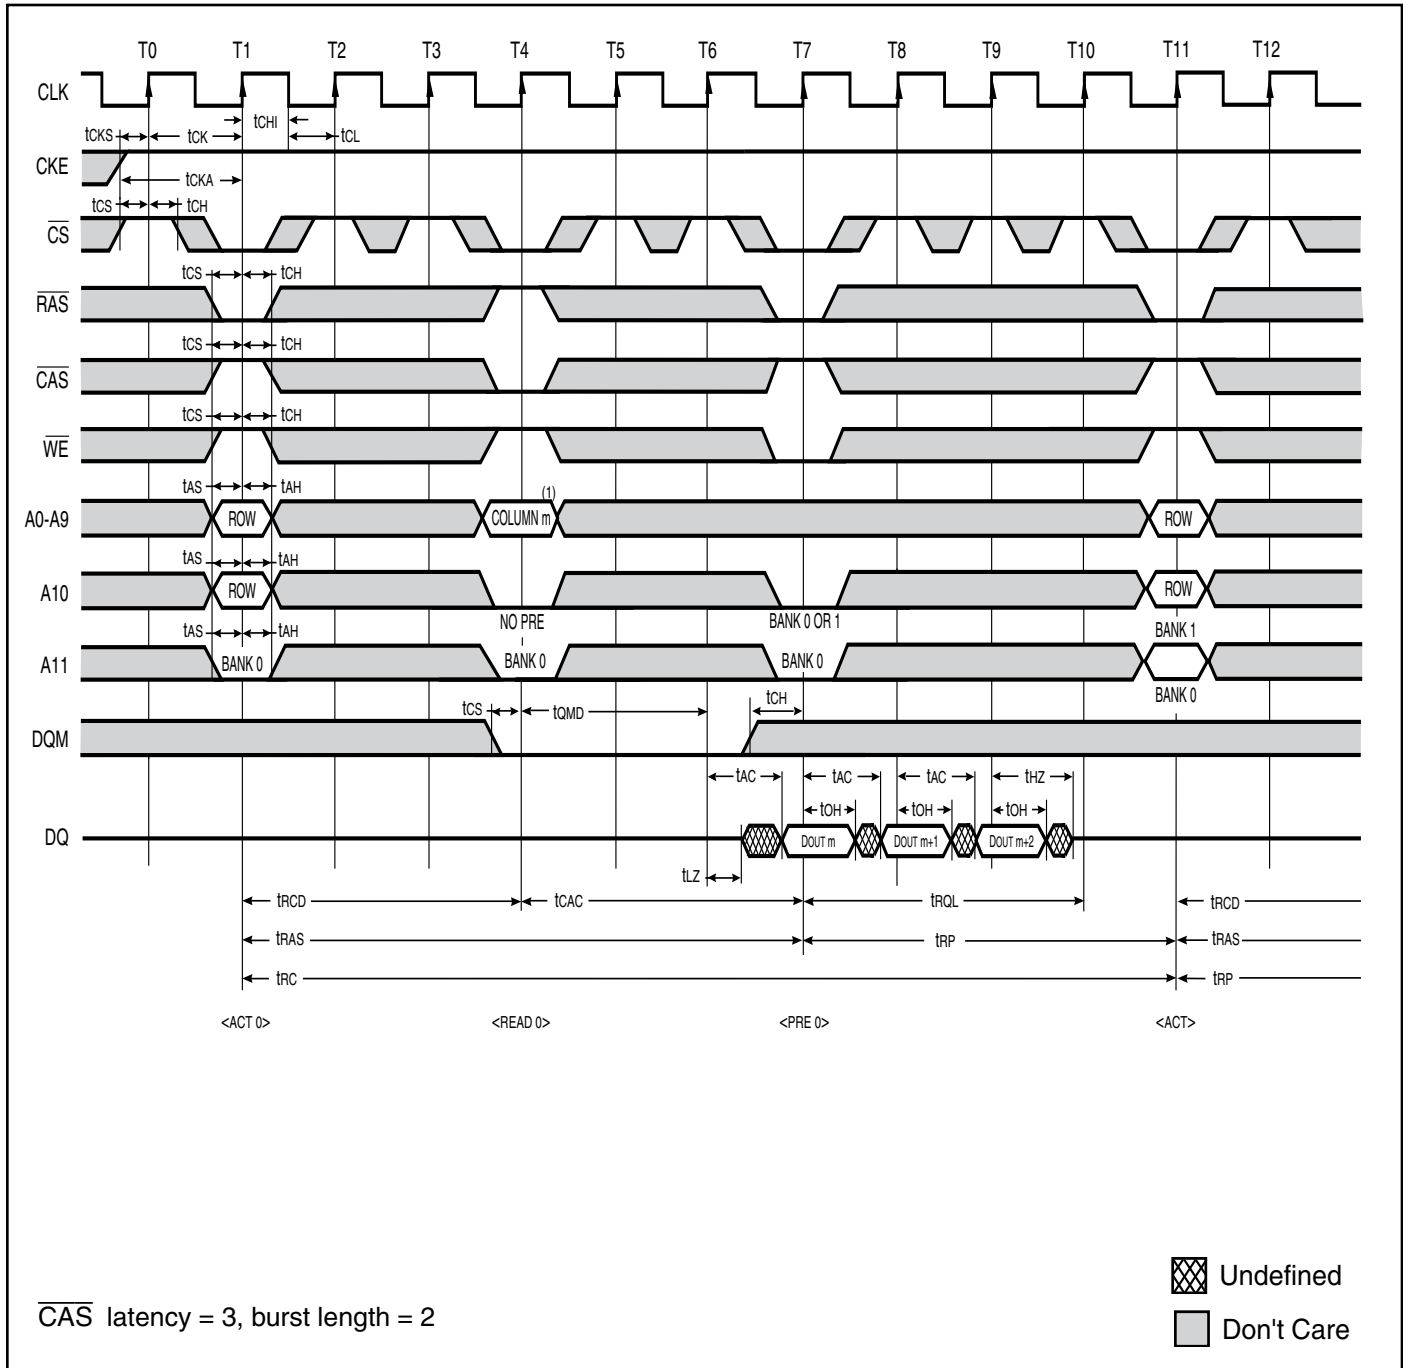 T0 T1 T2 T3 T4 T5 T6 T7 T8 T9 T10 T11 T12
CLK
tCHI
tCKS tCK tCL
CKE
tCKA
tCS tCH
CS
tCS tCH
RAS
tCS tCH
CAS
tCS tCH
WE
tAS tAH
(1)
A0-A9 ROW COLUMN m ROW
tAS tAH
A10 ROW ROW
NO PRE BANK 0 OR 1
tAS tAH BANK 1
A11 BANK 0 BANK 0 BANK 0
BANK 0
tCS tQMD tCH
DQM
tAC tAC tAC tHZ
tOH tOH tOH
DQ DOUT m DOUT m+1 DOUT m+2
tLZ
tRCD tCAC tRQL tRCD
tRAS tRP tRAS
tRC tRP
<ACT 0> <READ 0> <PRE 0> <ACT>
Undefined
CAS latency = 3, burst length = 2
Don't Care